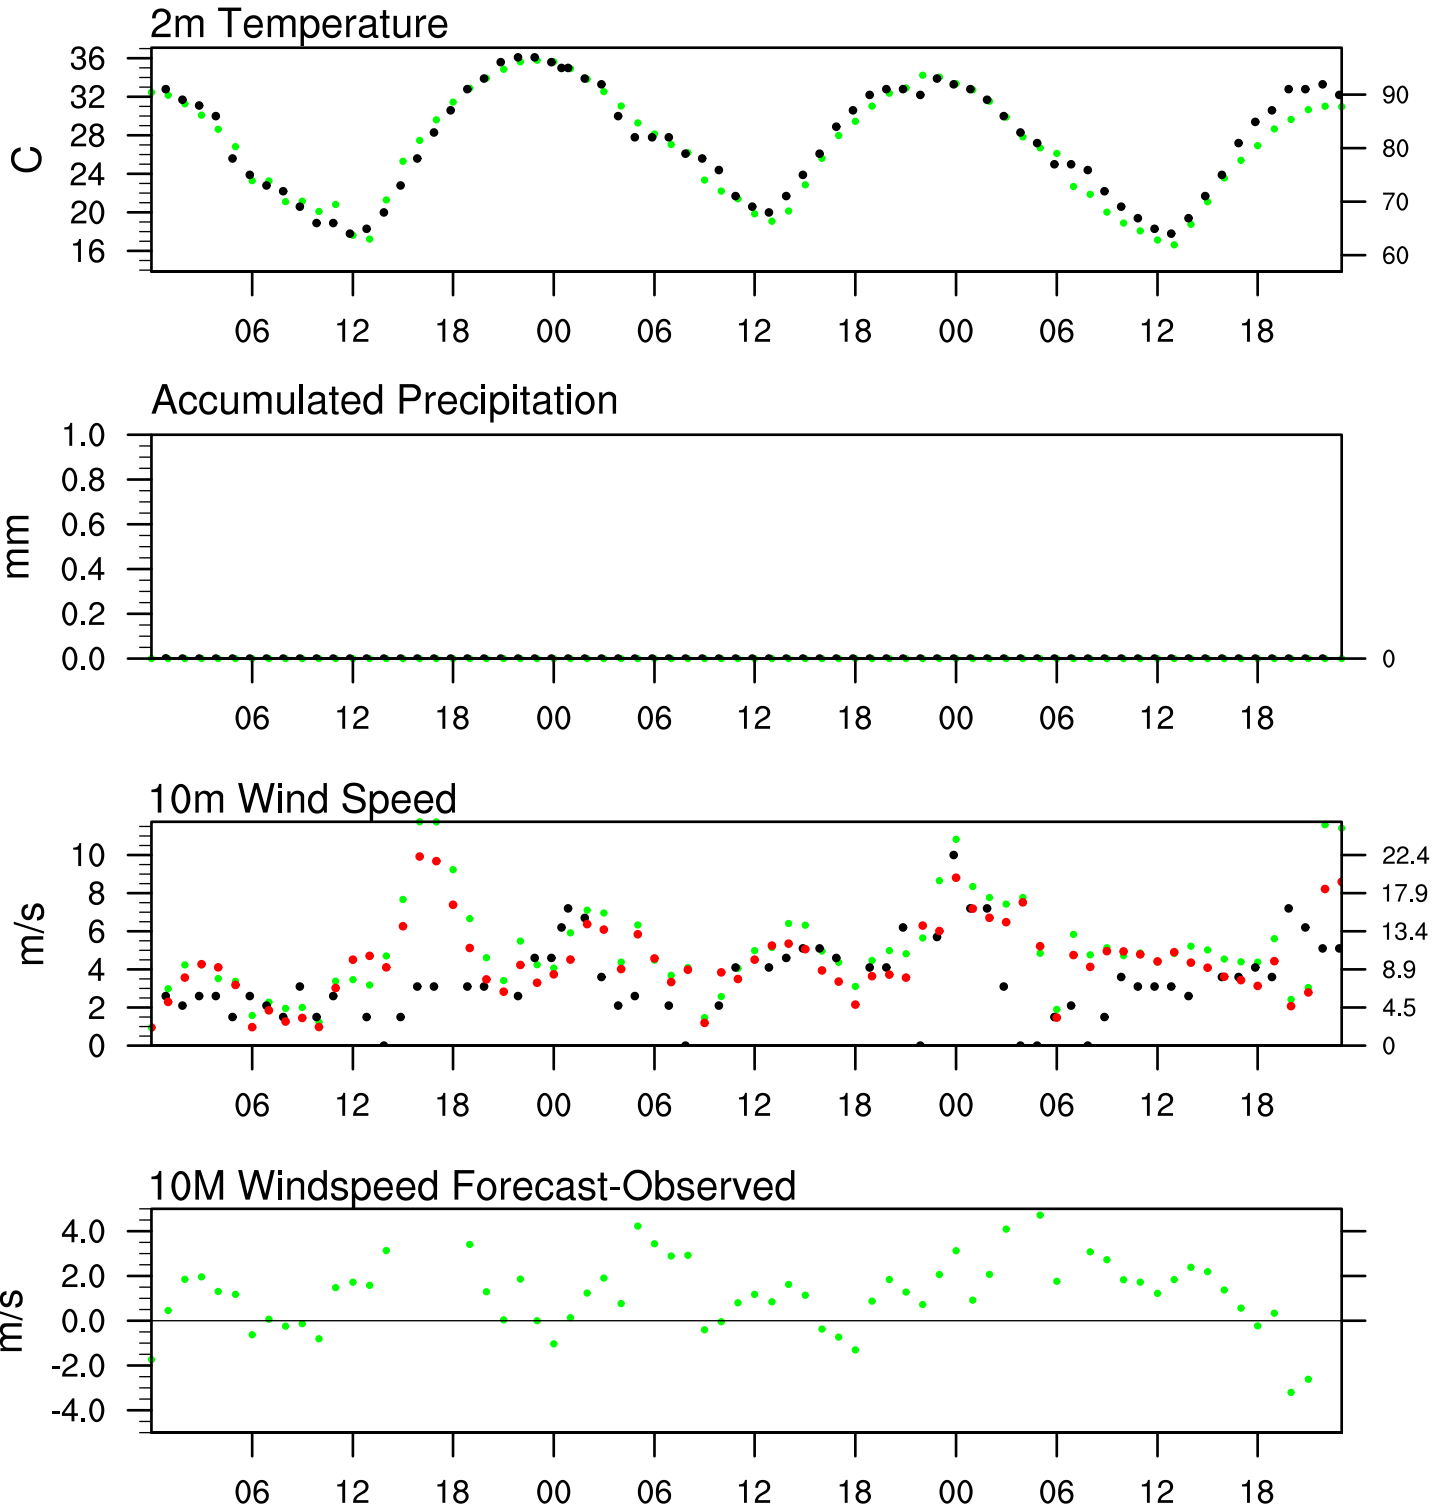 2m Temperature
36
32
28
24
20
16
C
90
80
70
60
06 12 18 00 06 12 18 00 06 12 18
Accumulated Precipitation
1.0
0.8
0.6
0.4
0.2
0.0
mm
0
06 12 18 00 06 12 18 00 06 12 18
10m Wind Speed
10
8
6
4
2
0
m/s
22.4
17.9
13.4
8.9
4.5
0
06 12 18 00 06 12 18 00 06 12 18
10M Windspeed Forecast-Observed
4.0
2.0
0.0
-2.0
-4.0
m/s
06 12 18 00 06 12 18 00 06 12 18